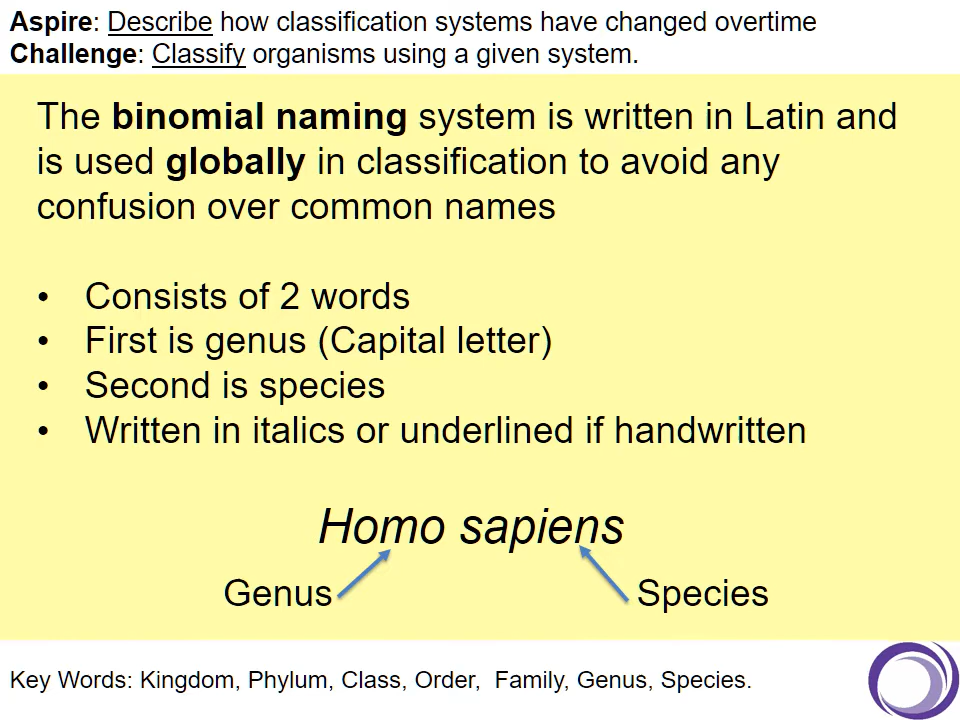 Aspire: Describe how classification systems have changed overtime
Challenge: Classify organisms using a given system.
The binomial naming system is written in Latin and
is used globally in classification to avoid any
confusion over common names
• Consists of 2 words
• First is genus (Capital letter)
• Second is species
• Written in italics or underlined if handwritten
Homo sapiens
Genus Species
Key Words: Kingdom, Phylum, Class, Order, Family, Genus, Species.